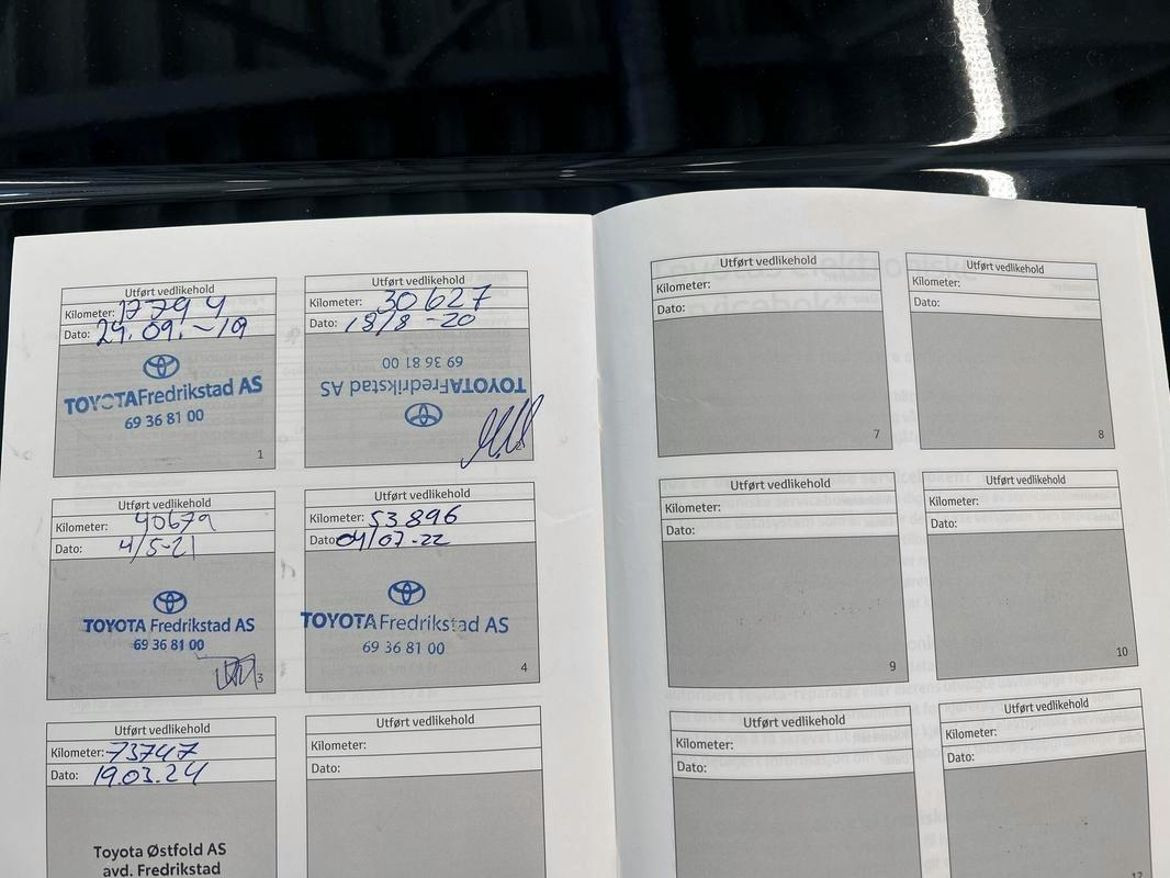 Utført vedlikehold
Kilometer: 17794
Dato: 24.09.-19
TOYOTA Fredrikstad AS
69 36 81 00
1
Utført vedlikehold
Kilometer: 30627
Dato: 18/8-20
69 36 81 00
TOYOTA Fredrikstad AS
2
Utført vedlikehold
Kilometer: 40679
Dato: 4/5-21
TOYOTA Fredrikstad AS
69 36 81 00
3
Utført vedlikehold
Kilometer: 53896
Dato: 04/07-22
TOYOTA Fredrikstad AS
69 36 81 00
4
Utført vedlikehold
Kilometer: 73747
Dato: 19.03.24
Toyota Østfold AS
avd. Fredrikstad
Utført vedlikehold
Kilometer:
Dato:
Utført vedlikehold
Kilometer:
Dato:
7
Utført vedlikehold
Kilometer:
Dato:
8
Utført vedlikehold
Kilometer:
Dato:
9
Utført vedlikehold
Kilometer:
Dato:
10
Utført vedlikehold
Kilometer:
Dato:
Utført vedlikehold
Kilometer:
Dato:
12